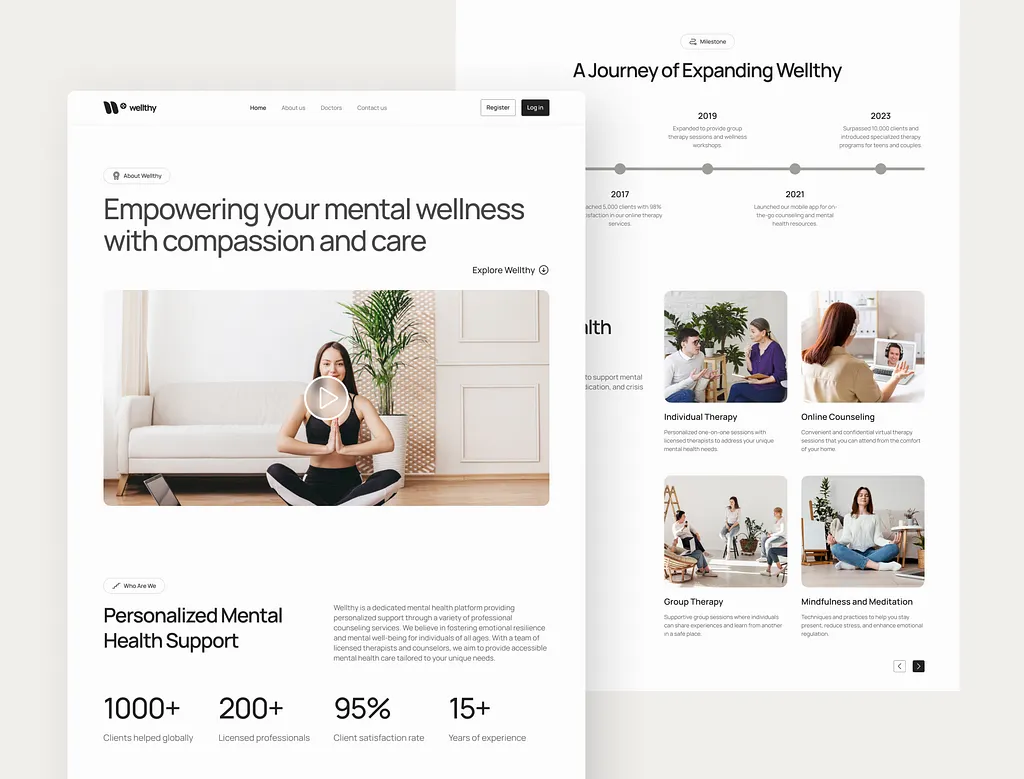 wellthy
Home
About us
Doctors
Contact us
Register
Log in
About Wellthy
Empowering your mental wellness
with compassion and care
Explore Wellthy
Who Are We
Personalized Mental
Health Support
Wellthy is a dedicated mental health platform providing
personalized support through a variety of professional
counseling services. We believe in fostering emotional resilience
and mental well-being for individuals of all ages. With a team of
licensed therapists and counselors, we aim to provide accessible
mental health care tailored to your unique needs.
1000+
Clients helped globally
200+
Licensed professionals
95%
Client satisfaction rate
15+
Years of experience
Milestone
A Journey of Expanding Wellthy
2019
Expanded to provide group
therapy sessions and wellness
workshops.
2023
Surpassed 10,000 clients and
introduced specialized therapy
programs for teens and couples.
2017
5,000 clients with 98%
in our online therapy
services.
2021
Launched our mobile app for on-
the-go counseling and mental
health resources.
to support mental
and crisis
Individual Therapy
Personalized one-on-one sessions with
licensed therapists to address your unique
mental health needs.
Online Counseling
Convenient and confidential virtual therapy
sessions that you can attend from the comfort
of your home.
Group Therapy
Supportive group sessions where individuals
can share experiences and learn from another
in a safe place.
Mindfulness and Meditation
Techniques and practices to help you stay
present, reduce stress, and enhance emotional
regulation.